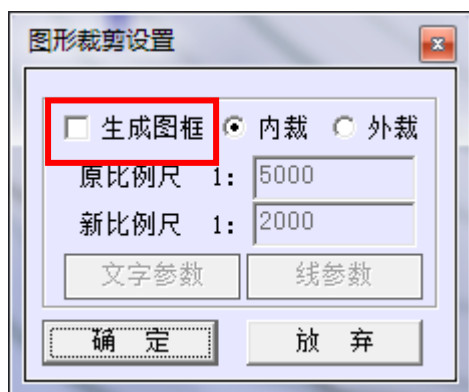 图形裁剪设置
生成图框 内裁 外裁
原比例尺 1: 5000
新比例尺 1: 2000
文字参数 线参数
确 定 放 弃